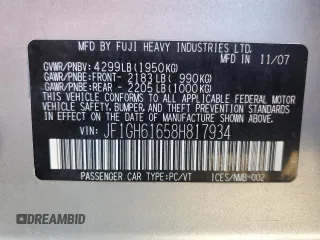 MFD BY FUJI HEAVY INDUSTRIES LTD.
11/07
GVWR/PNBV: 4299LB(1950KG)
GAWR/PNBE:FRONT- 2183LB( 990KG)
GAWR/PNBE:REAR - 2205LB(1000KG)
THIS VEHICLE CONFORMS TO ALL APPLICABLE FEDERAL MOTOR
VEHICLE SAFETY, BUMPER, AND THEFT PREVENTION STANDARDS
IN EFFECT ON THE DATE OF MANUFACTURE SHOWN ABOVE.
VIN: JF1GH61658H817934
PASSENGER CAR TYPE:PC/VT
ICES/NMB-002
DREAMBID